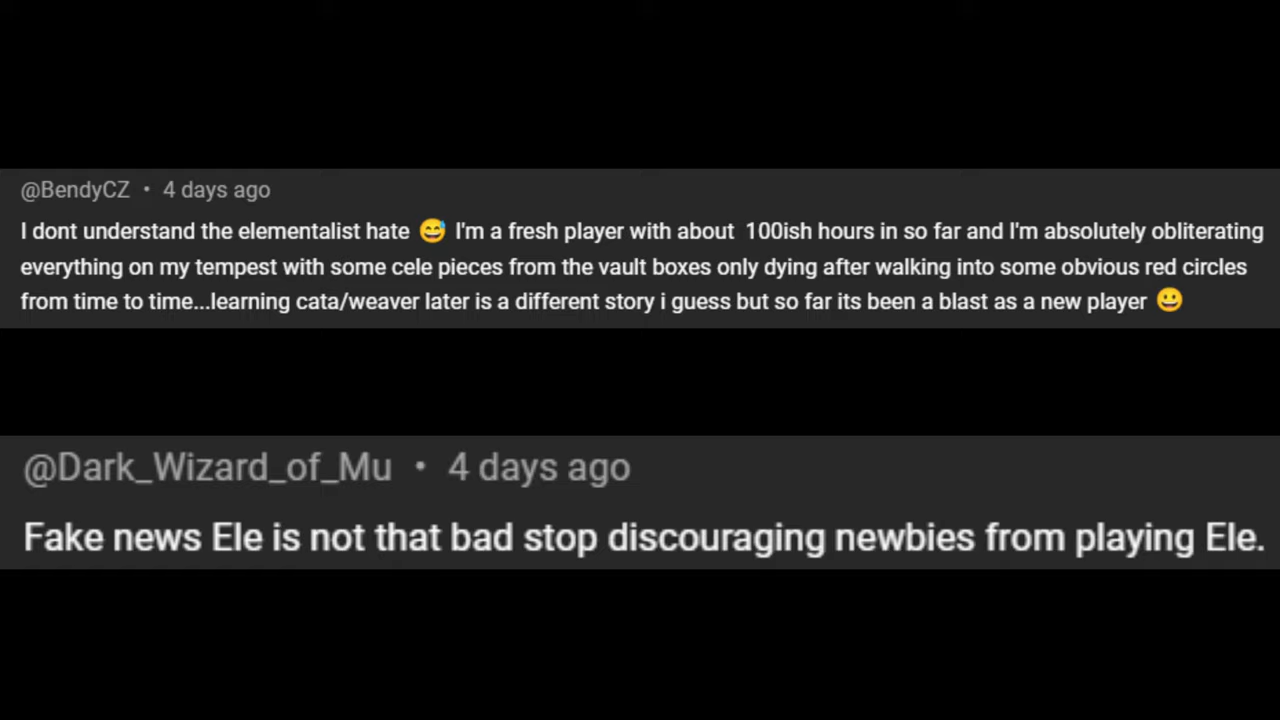 @BendyCZ • 4 days ago
I dont understand the elementalist hate 😅 I'm a fresh player with about 100ish hours in so far and I'm absolutely obliterating
everything on my tempest with some cele pieces from the vault boxes only dying after walking into some obvious red circles
from time to time...learning cata/weaver later is a different story i guess but so far its been a blast as a new player 😀
@Dark_Wizard_of_Mu • 4 days ago
Fake news Ele is not that bad stop discouraging newbies from playing Ele.